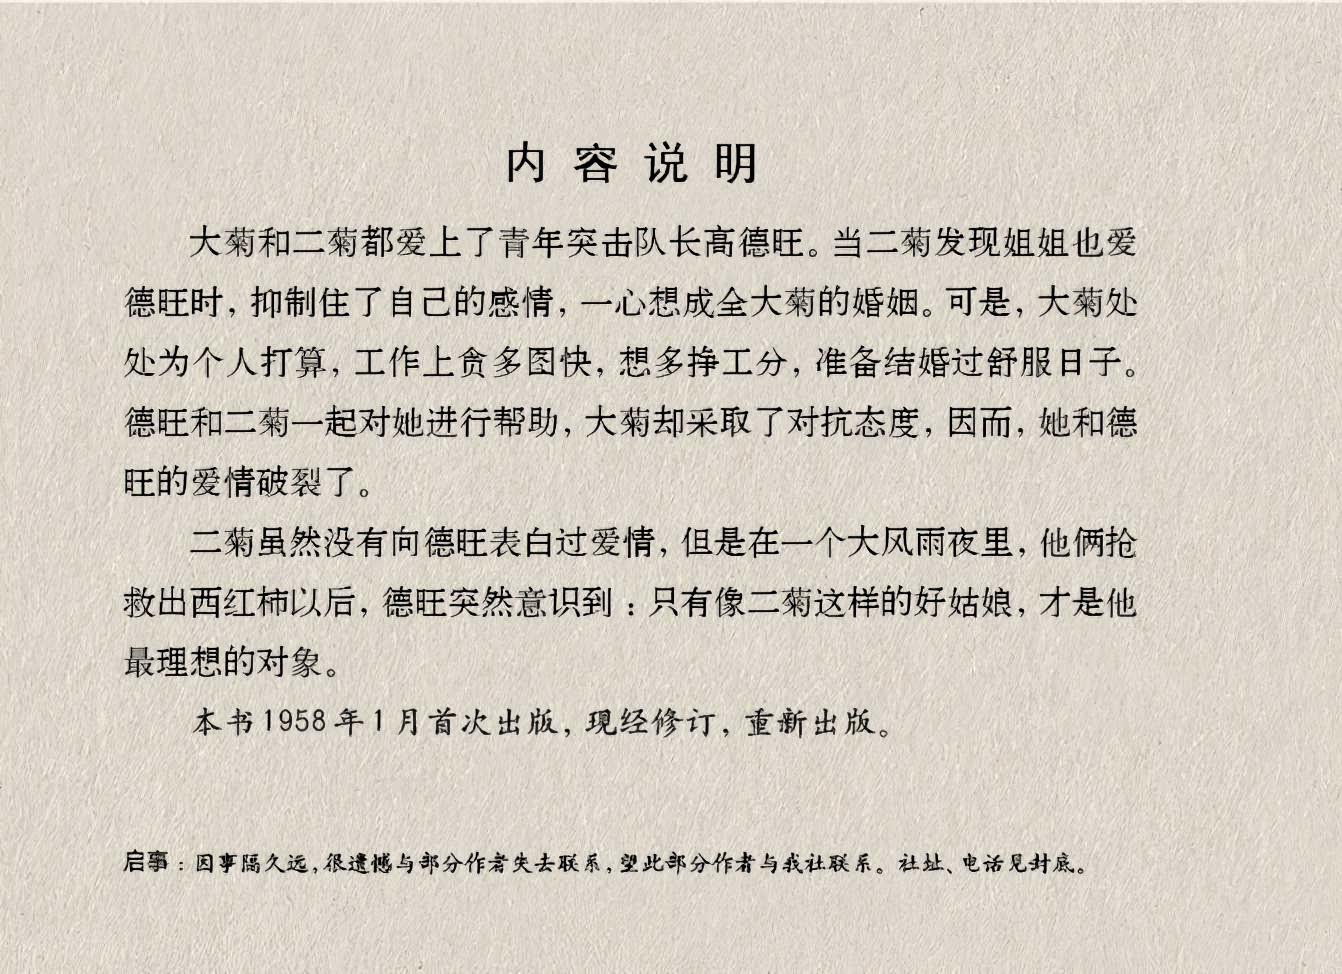 内容说明
大菊和二菊都爱上了青年突击队长高德旺。当二菊发现姐姐也爱
德旺时，抑制住了自己的感情，一心想成全大菊的婚姻。可是，大菊处
处为个人打算，工作上贪多图快，想多挣工分，准备结婚过舒服日子。
德旺和二菊一起对她进行帮助，大菊却采取了对抗态度，因而，她和德
旺的爱情破裂了。
二菊虽然没有向德旺表白过爱情，但是在一个大风雨夜里，他俩抢
救出西红柿以后，德旺突然意识到：只有像二菊这样的好姑娘，才是他
最理想的对象。
本书1958年1月首次出版，现经修订，重新出版。
启事：因事隔久远，很遗憾与部分作者失去联系，望此部分作者与我社联系。社址、电话见封底。